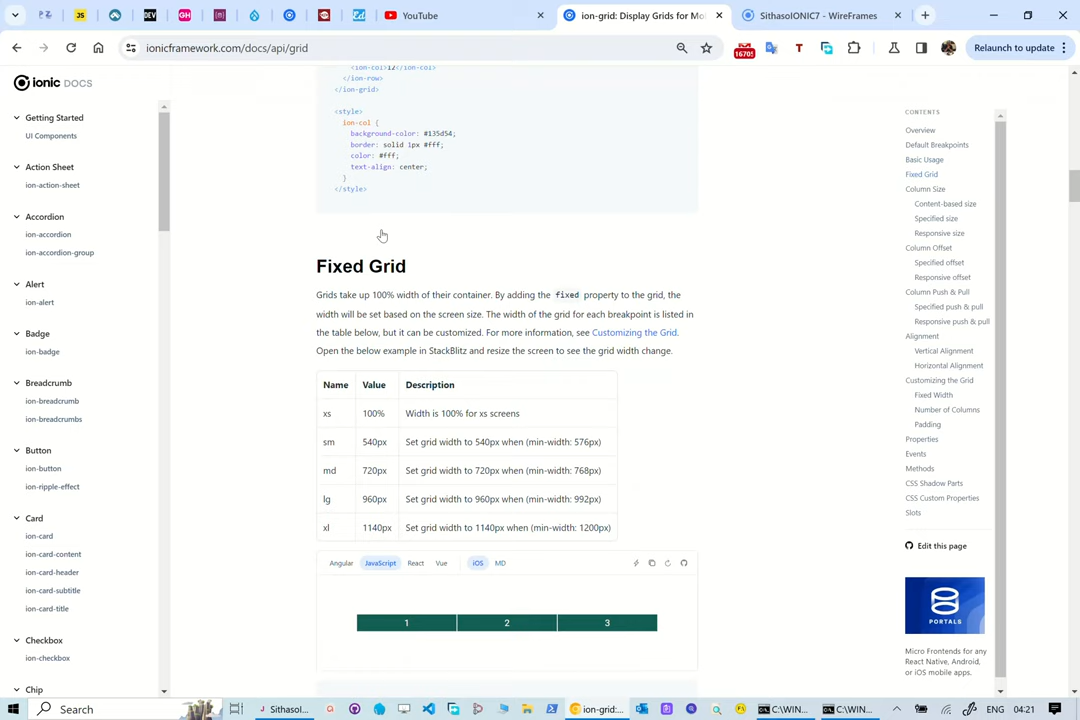 YouTube
ion-grid: Display Grids for Mo
SithasoIONIC7 - WireFrames
ionicframework.com/docs/api/grid
16705
Relaunch to update
ionic DOCS
Getting Started
UI Components
Action Sheet
ion-action-sheet
Accordion
ion-accordion
ion-accordion-group
Alert
ion-alert
Badge
ion-badge
Breadcrumb
ion-breadcrumb
ion-breadcrumbs
Button
ion-button
ion-ripple-effect
Card
ion-card
ion-card-content
ion-card-header
ion-card-subtitle
ion-card-title
Checkbox
ion-checkbox
Chip
<ion-col>12</ion-col>
</ion-row>
</ion-grid>
<style>
ion-col {
background-color: #135d54;
border: solid 1px #fff;
color: #fff;
text-align: center;
}
</style>
Fixed Grid
Grids take up 100% width of their container. By adding the fixed property to the grid, the
width will be set based on the screen size. The width of the grid for each breakpoint is listed in
the table below, but it can be customized. For more information, see Customizing the Grid.
Open the below example in StackBlitz and resize the screen to see the grid width change.
Name Value Description
xs 100% Width is 100% for xs screens
sm 540px Set grid width to 540px when (min-width: 576px)
md 720px Set grid width to 720px when (min-width: 768px)
lg 960px Set grid width to 960px when (min-width: 992px)
xl 1140px Set grid width to 1140px when (min-width: 1200px)
Angular JavaScript React Vue iOS MD
1 2 3
CONTENTS
Overview
Default Breakpoints
Basic Usage
Fixed Grid
Column Size
Content-based size
Specified size
Responsive size
Column Offset
Specified offset
Responsive offset
Column Push & Pull
Specified push & pull
Responsive push & pull
Alignment
Vertical Alignment
Horizontal Alignment
Customizing the Grid
Fixed Width
Number of Columns
Padding
Properties
Events
Methods
CSS Shadow Parts
CSS Custom Properties
Slots
Edit this page
PORTALS
Micro Frontends for any
React Native, Android,
or iOS mobile apps.
Search
Sithaso...
ion-grid:...
C:\WIN...
C:\WIN...
ENG
04:21